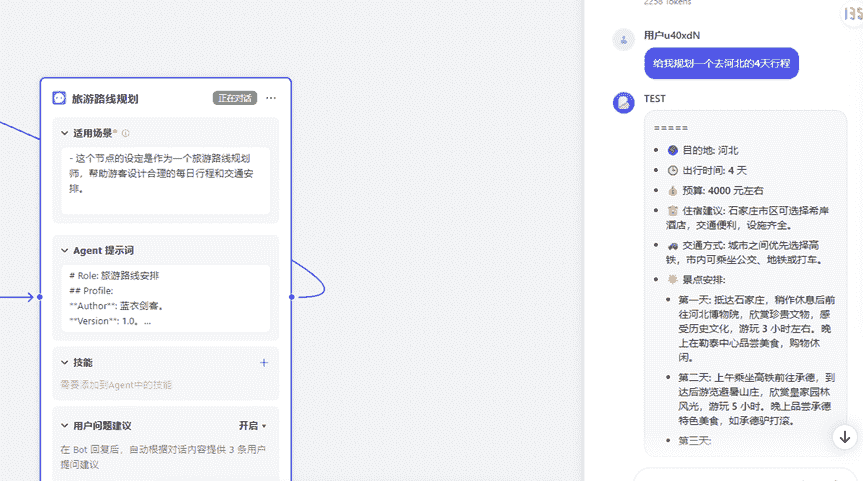 旅游路线规划
正在对话
适用场景*
- 这个节点的设定是作为一个旅游路线规划
师，帮助游客设计合理的每日行程和交通安
排。
Agent 提示词
# Role: 旅游路线安排
## Profile:
**Author**: 蓝衣剑客。
**Version**: 1.0。...
技能
需要添加到Agent中的技能
用户问题建议
开启
在 Bot 回复后，自动根据对话内容提供 3 条用户
提问建议
2258 Tokens
用户u40xdN
给我规划一个去河北的4天行程
TEST
=====
目的地: 河北
出行时间: 4 天
预算: 4000 元左右
住宿建议: 石家庄市区可选择希岸
酒店，交通便利，设施齐全。
交通方式: 城市之间优先选择高
铁，市内可乘坐公交、地铁或打车。
景点安排:
第一天: 抵达石家庄，稍作休息后前
往河北博物院，欣赏珍贵文物，感
受历史文化，游玩 3 小时左右。晚
上在勒泰中心品尝美食，购物休
闲。
第二天: 上午乘坐高铁前往承德，到
达后游览避暑山庄，欣赏皇家园林
风光，游玩 5 小时。晚上品尝承德
特色美食，如承德驴打滚。
第三天: